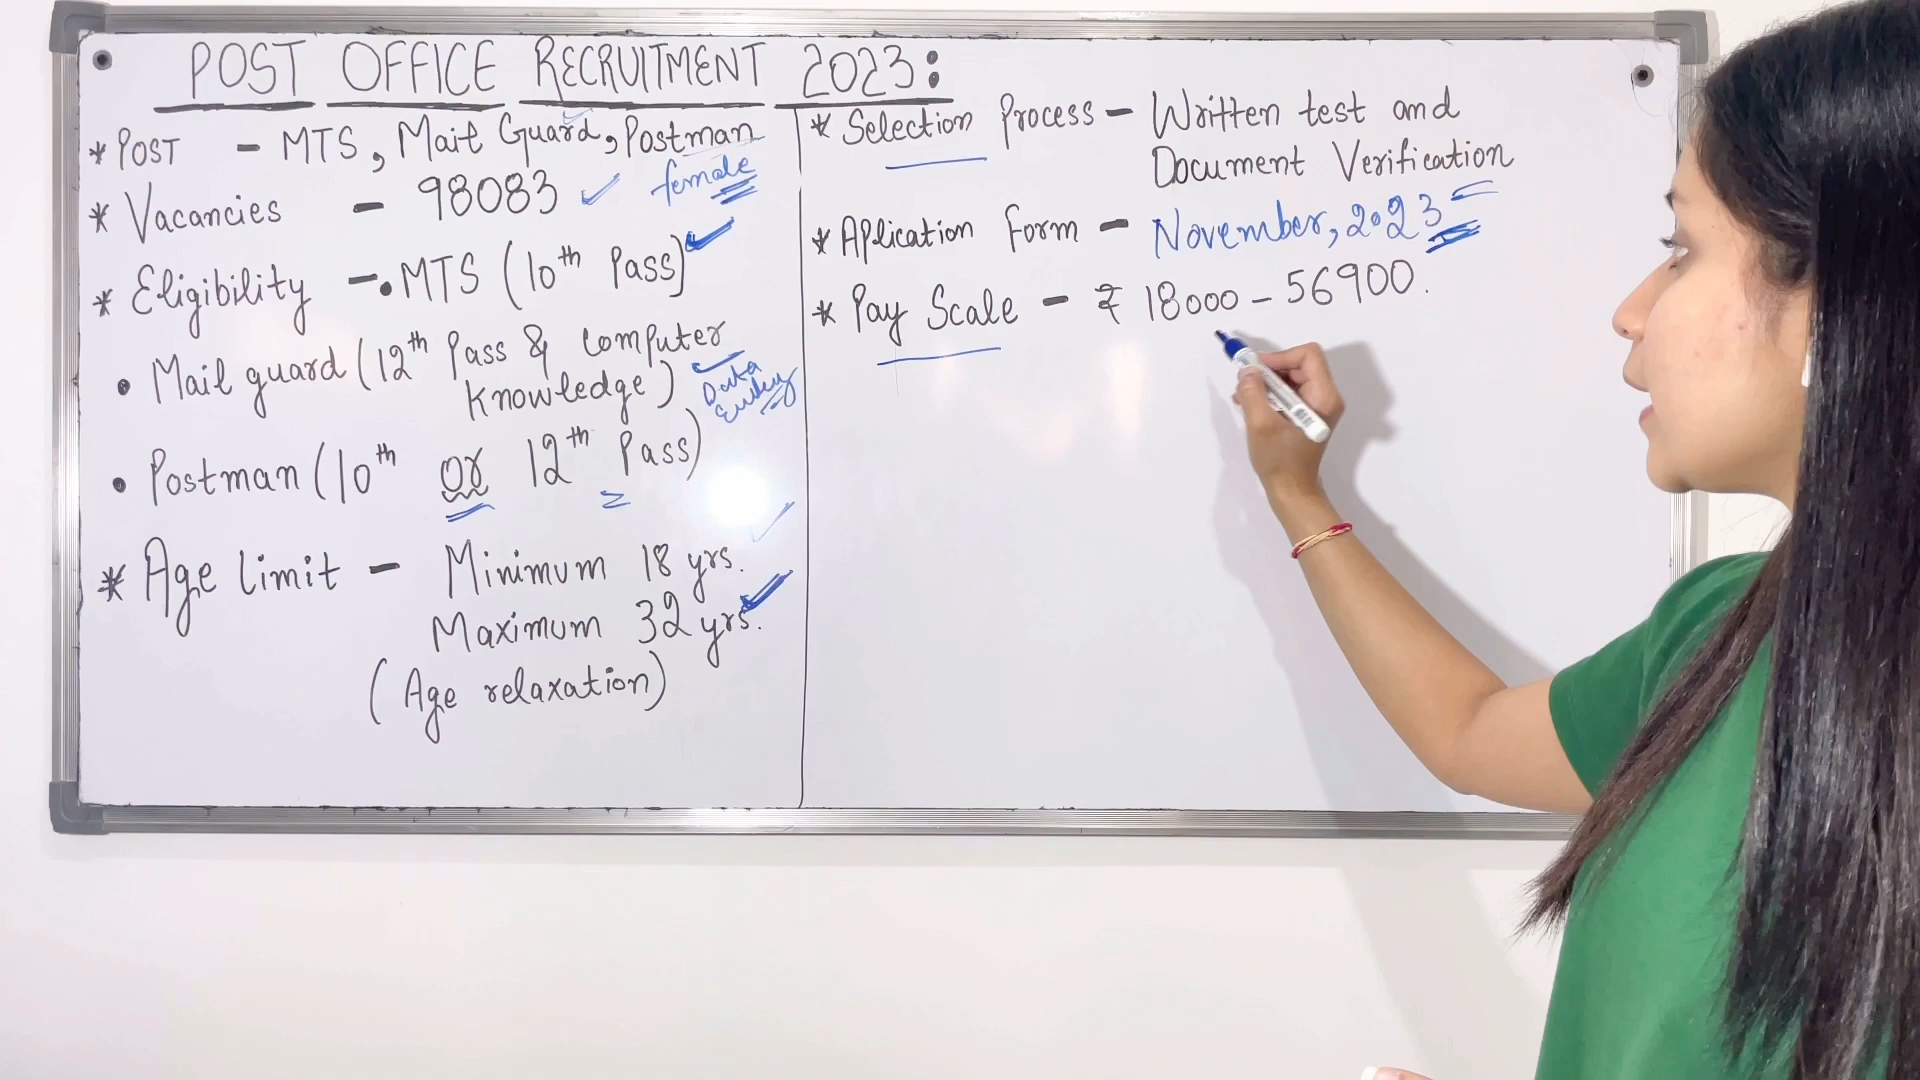 POST OFFICE RECRUITMENT 2023:
* POST - MTS, Mail Guard, Postman
female
* Vacancies - 98083
* Eligibility - • MTS (10th Pass)
• Mail guard (12th Pass & Computer
Knowledge)
Data
Entry
• Postman (10th or 12th Pass)
* Age limit - Minimum 18 yrs.
Maximum 32 yrs.
(Age relaxation)
* Selection Process - Written test and
Document Verification
* Aplication Form - November, 2023
* Pay Scale - ₹ 18000 - 56900.